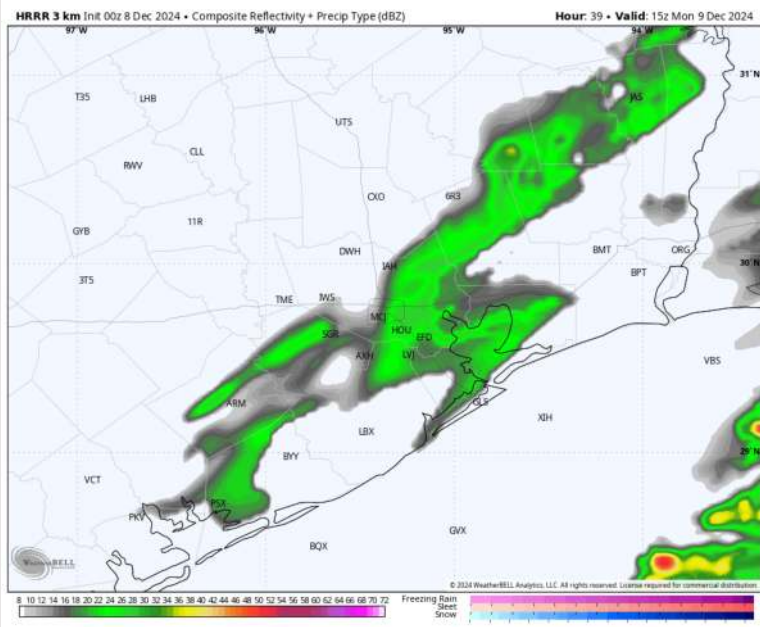 HRRR 3 km Init 00z 8 Dec 2024 • Composite Reflectivity + Precip Type (dBZ)
Hour: 39 • Valid: 15z Mon 9 Dec 2024
97°W 96°W 95°W 94°W
31°N
T35 LHB JAS
UTS
CLL
RWV
CXO 6R3
11R
GYB
DWH BMT ORG
IAH 30°N
3T5 BPT
TME IWS
MCJ
SGR HOU EFD
AXH LVJ
VBS
ARM GLS
LBX XIH
29°N
BYY
VCT
PKV PSX
GVX
BQX
WEATHERBELL
© 2024 WeatherBELL Analytics, LLC. All rights reserved. License required for commercial distribution.
8 10 12 14 16 18 20 22 24 26 28 30 32 34 36 38 40 42 44 46 48 50 52 54 56 58 60 62 64 66 68 70 72
Freezing Rain
Sleet
Snow